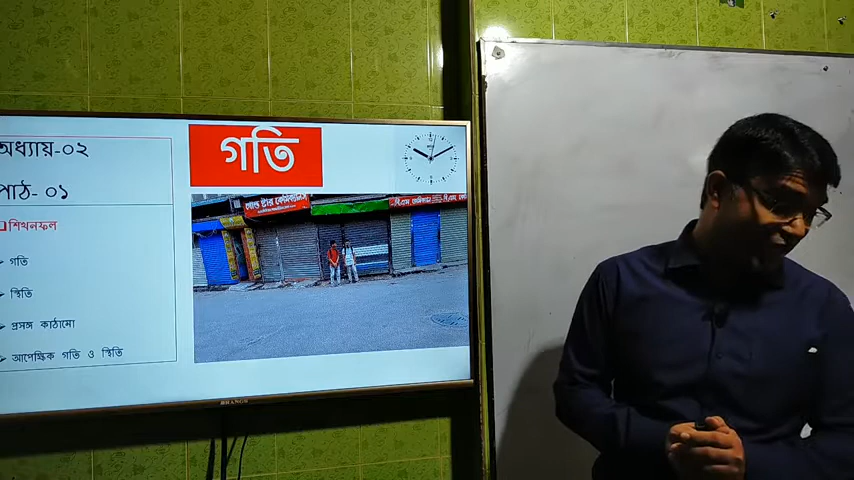 অধ্যায়-০২
পাঠ- ০১
শিখনফল
গতি
স্থিতি
প্রসঙ্গ কাঠামো
আপেক্ষিক গতি ও স্থিতি
গতি